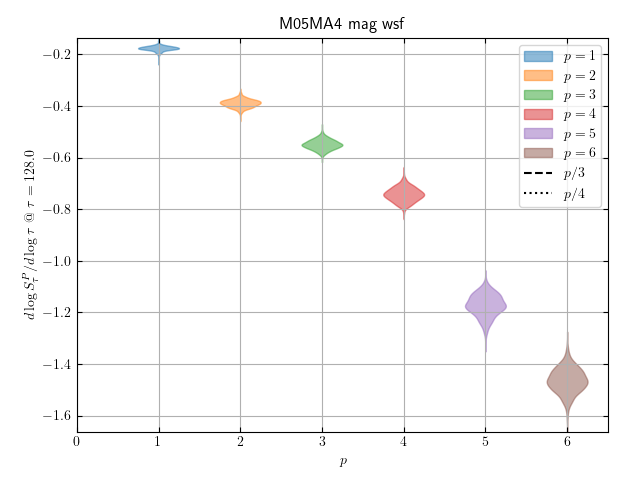 M05MA4 mag wsf
d log S_τ^P / d log τ @ τ = 128.0
−0.2
−0.4
−0.6
−0.8
−1.0
−1.2
−1.4
−1.6
p = 1
p = 2
p = 3
p = 4
p = 5
p = 6
p/3
p/4
0 1 2 3 4 5 6
p